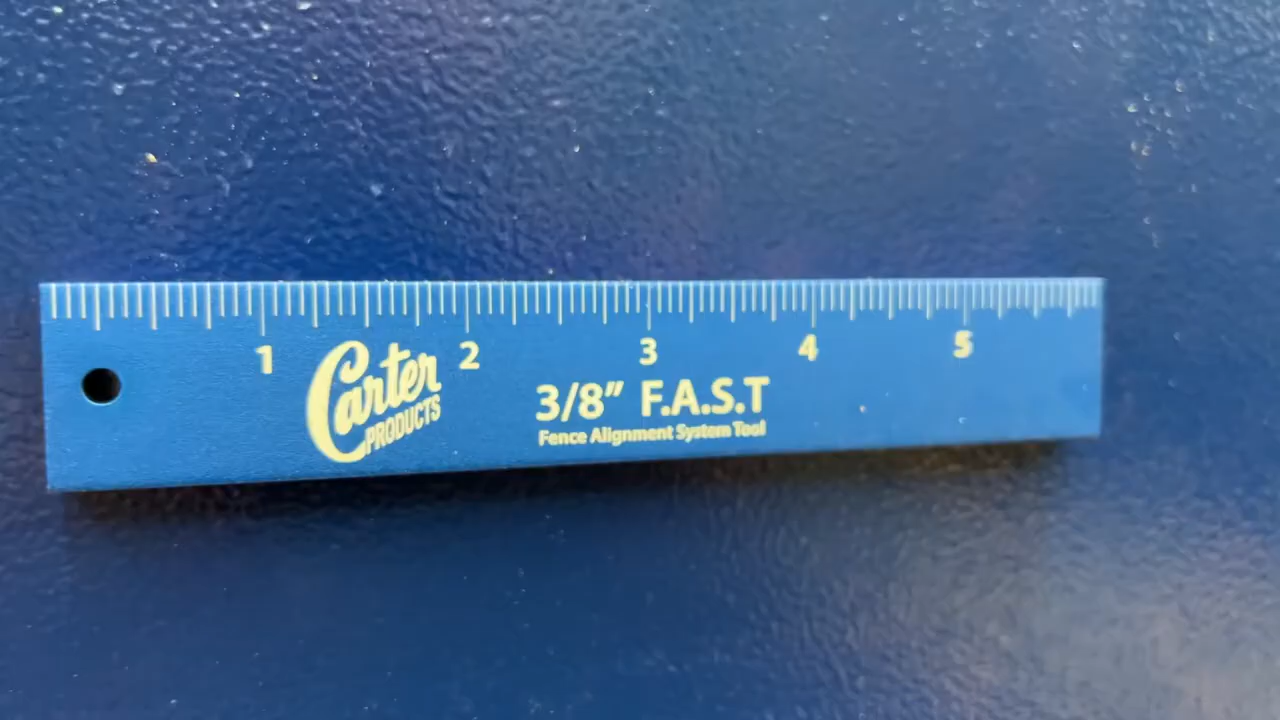 1 2 3 4 5
Carter
PRODUCTS
3/8” F.A.S.T
Fence Alignment System Tool